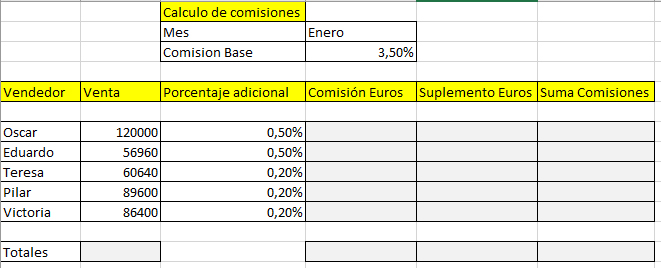 Calculo de comisiones
Mes Enero
Comision Base 3,50%
Vendedor Venta Porcentaje adicional Comisión Euros Suplemento Euros Suma Comisiones
Oscar 120000 0,50%
Eduardo 56960 0,50%
Teresa 60640 0,20%
Pilar 89600 0,20%
Victoria 86400 0,20%
Totales